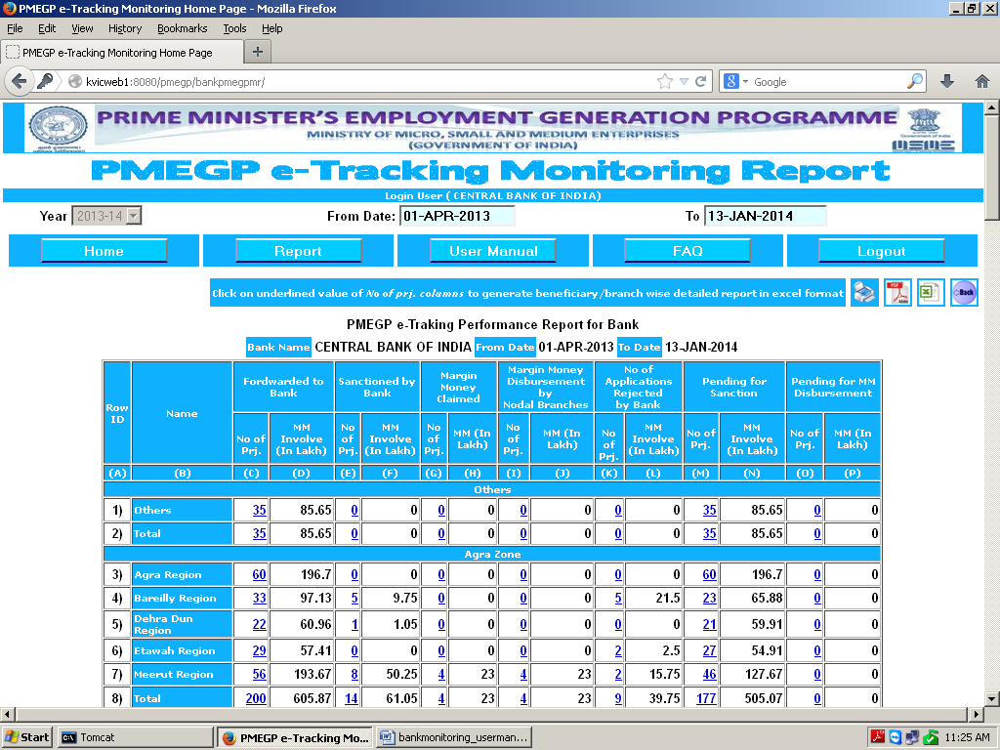 PMEGP e-Tracking Monitoring Home Page - Mozilla Firefox
File Edit View History Bookmarks Tools Help
PMEGP e-Tracking Monitoring Home Page
kvicweb1:8080/pmegp/bankpmegpmr/
Google
PRIME MINISTER'S EMPLOYMENT GENERATION PROGRAMME
MINISTRY OF MICRO, SMALL AND MEDIUM ENTERPRISES
(GOVERNMENT OF INDIA)
PMEGP e-Tracking Monitoring Report
Login User ( CENTRAL BANK OF INDIA)
Year 2013-14 From Date: 01-APR-2013 To 13-JAN-2014
Home Report User Manual FAQ Logout
Click on underlined value of No of prj. columns to generate beneficiary/branch wise detailed report in excel format Back
PMEGP e-Traking Performance Report for Bank
Bank Name CENTRAL BANK OF INDIA From Date 01-APR-2013 To Date 13-JAN-2014
Row ID Name Fordwarded to Bank Sanctioned by Bank Margin Money Claimed Margin Money Disbursement by Nodal Branches No of Applications Rejected by Bank Pending for Sanction Pending for MM Disbursement
No of Prj. MM Involve (In Lakh) No of Prj. MM Involve (In Lakh) No of Prj. MM (In Lakh) No of Prj. MM (In Lakh) No of Prj. MM Involve (In Lakh) No of Prj. MM Involve (In Lakh) No of Prj. MM (In Lakh)
(A) (B) (C) (D) (E) (F) (G) (H) (I) (J) (K) (L) (M) (N) (O) (P)
Others
1) Others 35 85.65 0 0 0 0 0 0 0 0 35 85.65 0 0
2) Total 35 85.65 0 0 0 0 0 0 0 0 35 85.65 0 0
Agra Zone
3) Agra Region 60 196.7 0 0 0 0 0 0 0 0 60 196.7 0 0
4) Bareilly Region 33 97.13 5 9.75 0 0 0 0 5 21.5 23 65.88 0 0
5) Dehra Dun Region 22 60.96 1 1.05 0 0 0 0 0 0 21 59.91 0 0
6) Etawah Region 29 57.41 0 0 0 0 0 0 2 2.5 27 54.91 0 0
7) Meerut Region 56 193.67 8 50.25 4 23 4 23 2 15.75 46 127.67 0 0
8) Total 200 605.87 14 61.05 4 23 4 23 9 39.75 177 505.07 0 0
Start Tomcat PMEGP e-Tracking Mo... bankmonitoring_userman... 11:25 AM